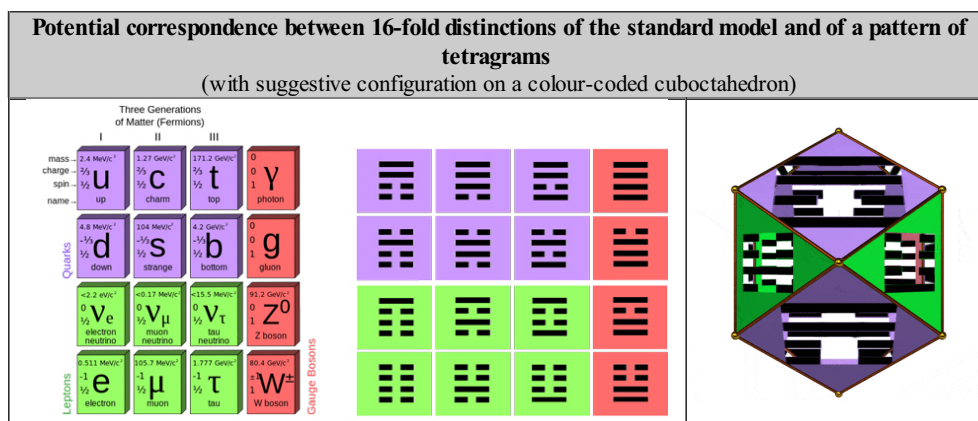 Potential correspondence between 16-fold distinctions of the standard model and of a pattern of
tetragrams
(with suggestive configuration on a colour-coded cuboctahedron)
Three Generations
of Matter (Fermions)
I II III
mass→ 2.4 MeV/c² 1.27 GeV/c² 171.2 GeV/c² 0
charge→ ⅔ ⅔ ⅔ 0
spin→ ½ ½ ½ 1
u c t γ
name→ up charm top photon
Quarks
4.8 MeV/c² 104 MeV/c² 4.2 GeV/c² 0
-⅓ -⅓ -⅓ 0
½ ½ ½ 1
d s b g
down strange bottom gluon
<2.2 eV/c² <0.17 MeV/c² <15.5 MeV/c² 91.2 GeV/c²
0 0 0 0
½ ½ ½ 1
νe νμ ντ Z⁰
electron neutrino muon neutrino tau neutrino Z boson
Leptons
0.511 MeV/c² 105.7 MeV/c² 1.777 GeV/c² 80.4 GeV/c²
-1 -1 -1 ±1
½ ½ ½ 1
e μ τ W±
electron muon tau W boson
Gauge Bosons